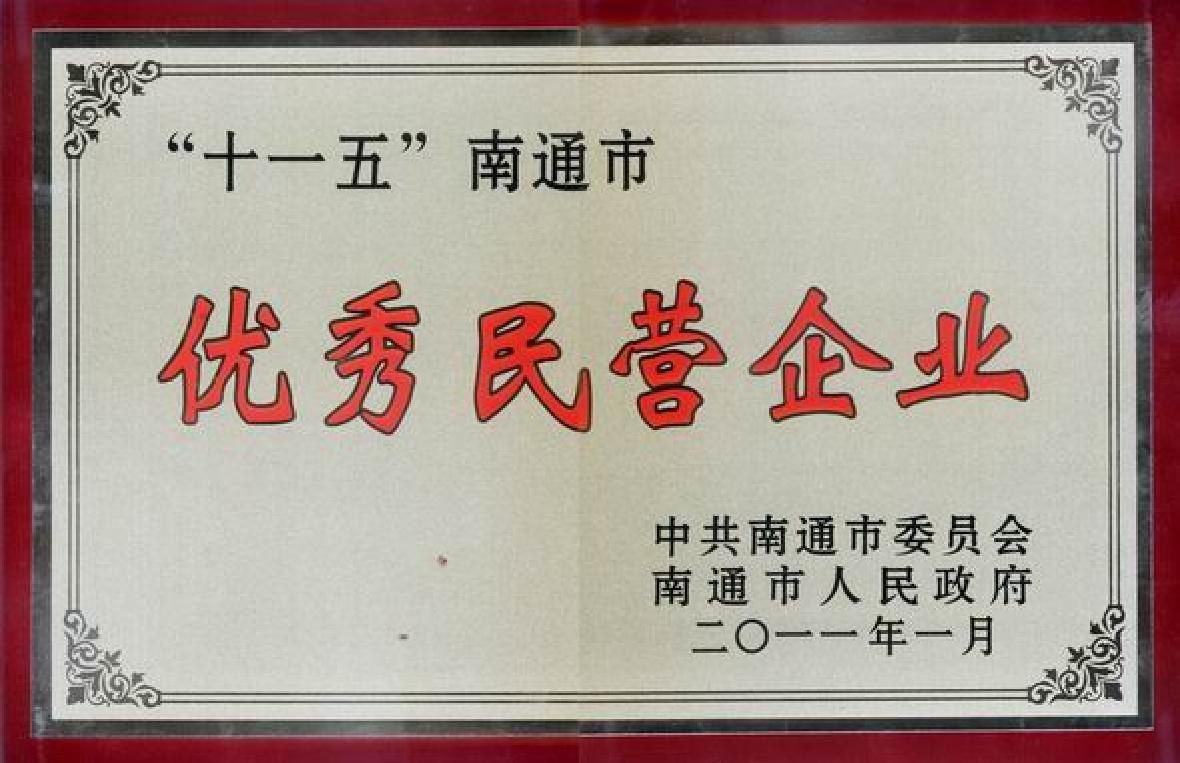 “十一五”南通市
优秀民营企业
中共南通市委员会
南通市人民政府
二〇一一年一月